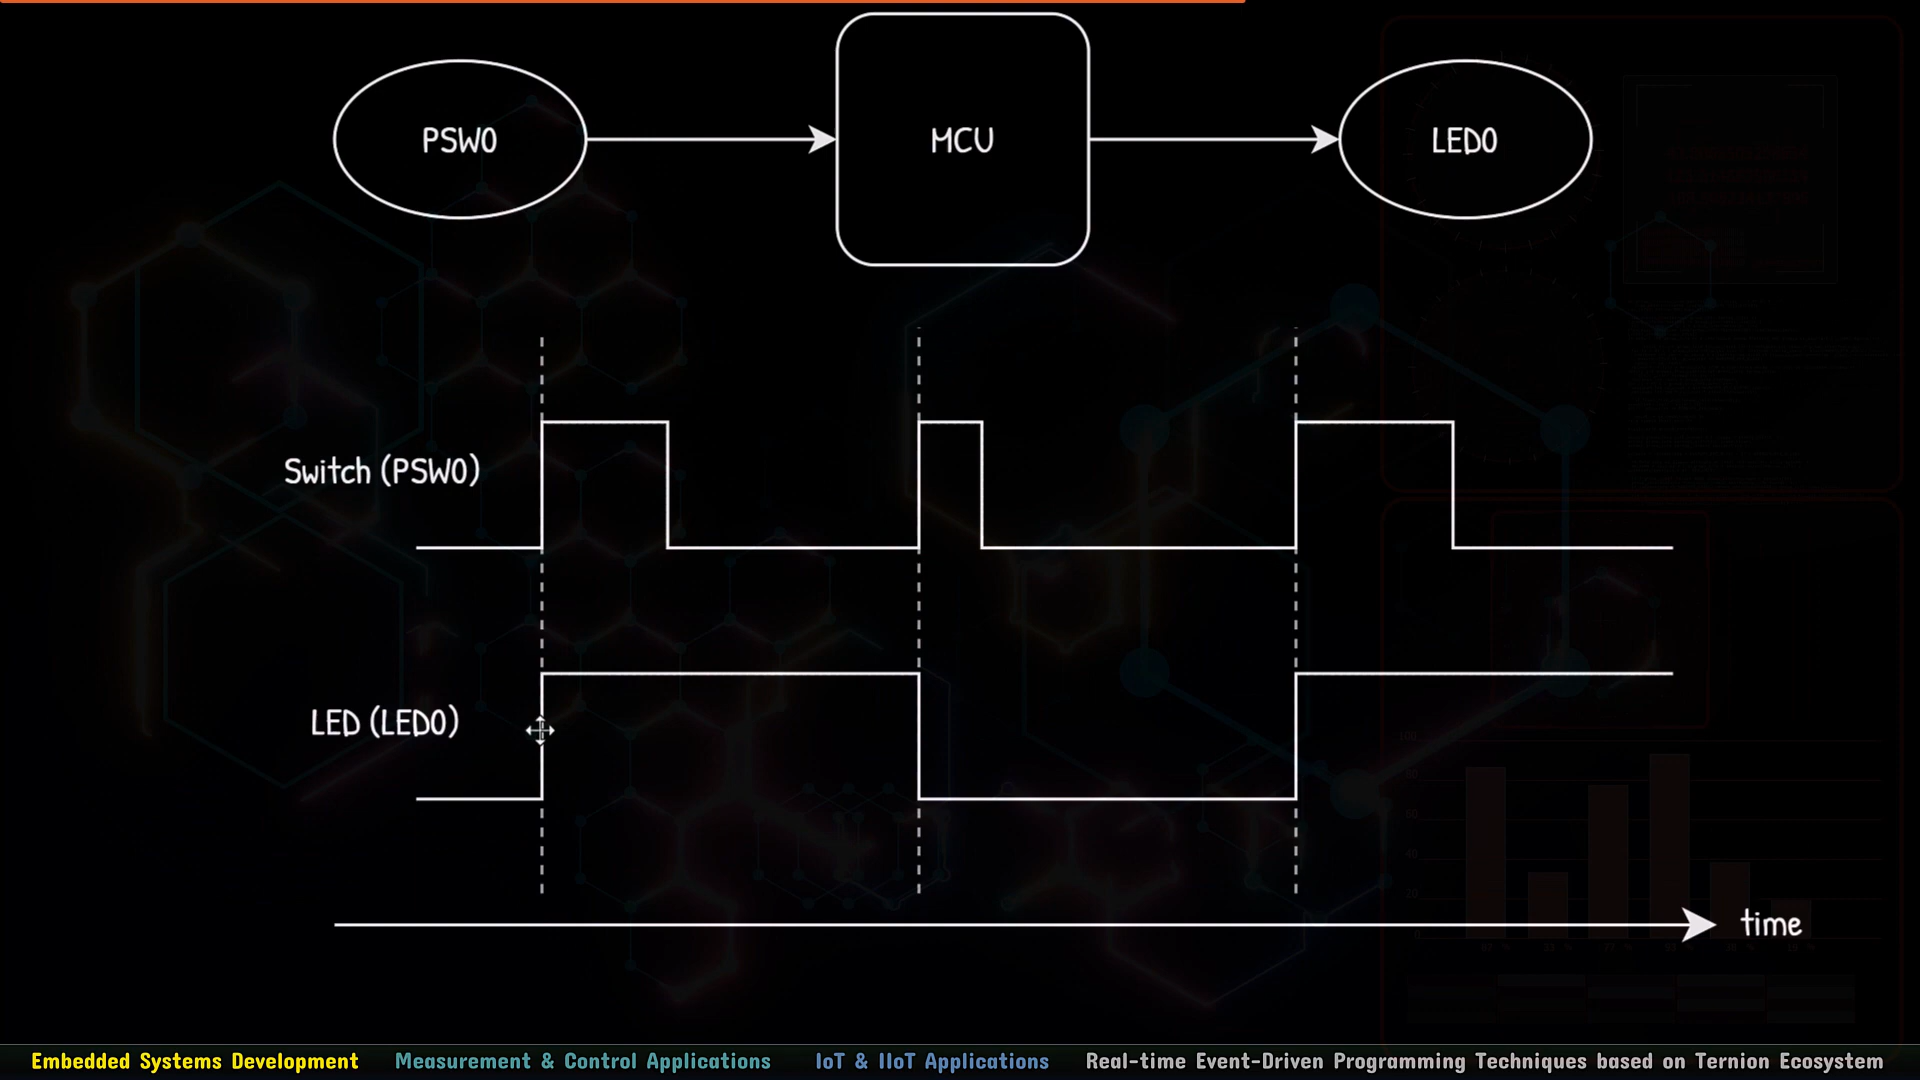 PSW0
MCU
LED0
Switch (PSW0)
LED (LED0)
time
Embedded Systems Development
Measurement & Control Applications
IoT & IIoT Applications
Real-time Event-Driven Programming Techniques based on Ternion Ecosystem